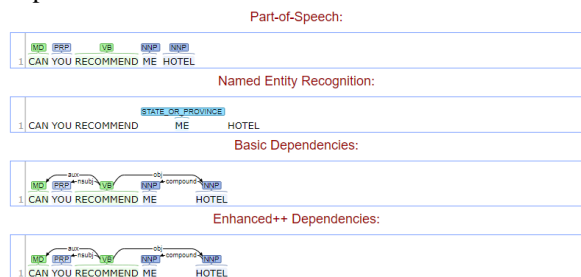 Part-of-Speech:
MD PRP VB NNP NNP
1 CAN YOU RECOMMEND ME HOTEL
Named Entity Recognition:
STATE_OR_PROVINCE
1 CAN YOU RECOMMEND ME HOTEL
Basic Dependencies:
aux nsubj obj compound
MD PRP VB NNP NNP
1 CAN YOU RECOMMEND ME HOTEL
Enhanced++ Dependencies:
aux nsubj obj compound
MD PRP VB NNP NNP
1 CAN YOU RECOMMEND ME HOTEL